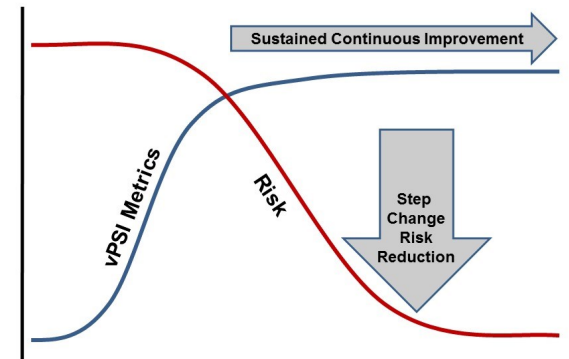 Sustained Continuous Improvement
vPSI Metrics
Risk
Step
Change
Risk
Reduction